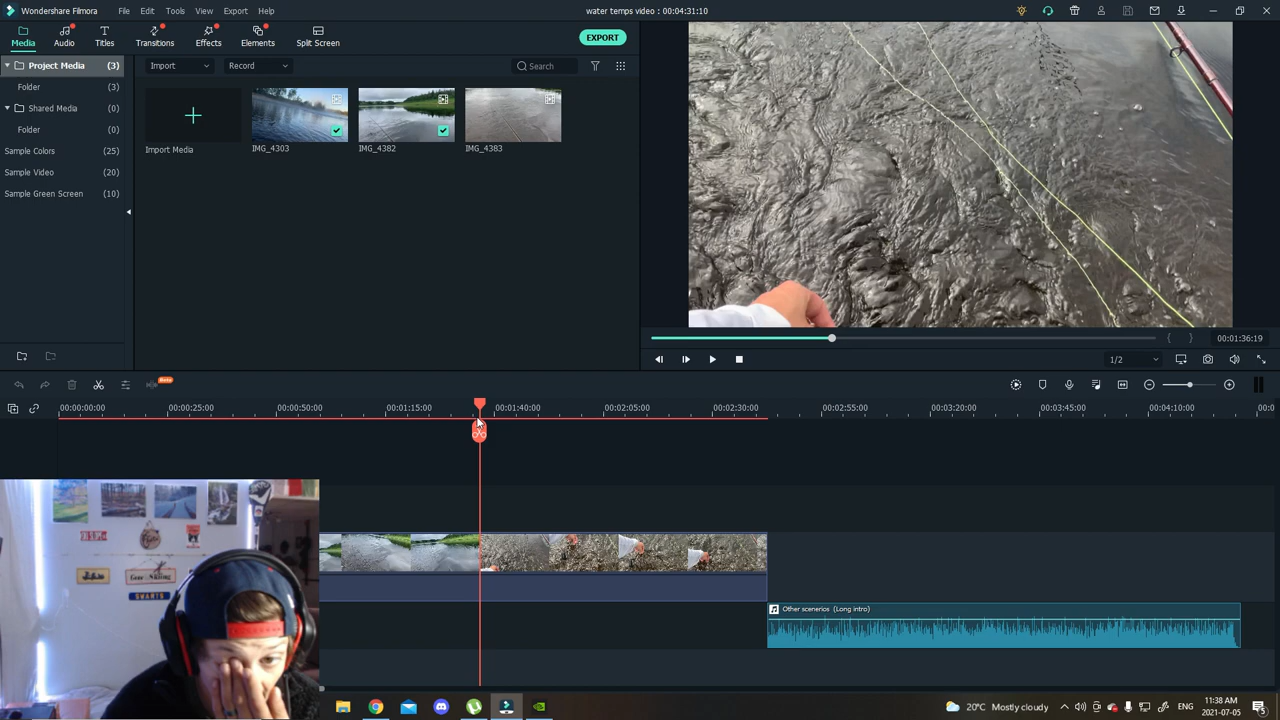 Wondershare Filmora File Edit Tools View Export Help water temps video : 00:04:31:10
Media Audio Titles Transitions Effects Elements Split Screen EXPORT
Project Media (3) Import Record Search
Folder (3)
Shared Media (0)
Folder (0)
Sample Colors (25)
Sample Video (20)
Sample Green Screen (10)
Import Media IMG_4303 IMG_4382 IMG_4383
00:01:36:19
1/2
Beta
00:00:00:00 00:00:25:00 00:00:50:00 00:01:15:00 00:01:40:00 00:02:05:00 00:02:30:00 00:02:55:00 00:03:20:00 00:03:45:00 00:04:10:00 00:0
Other scenerios (Long intro)
SWANTS
20°C Mostly cloudy ENG 11:38 AM
2021-07-05